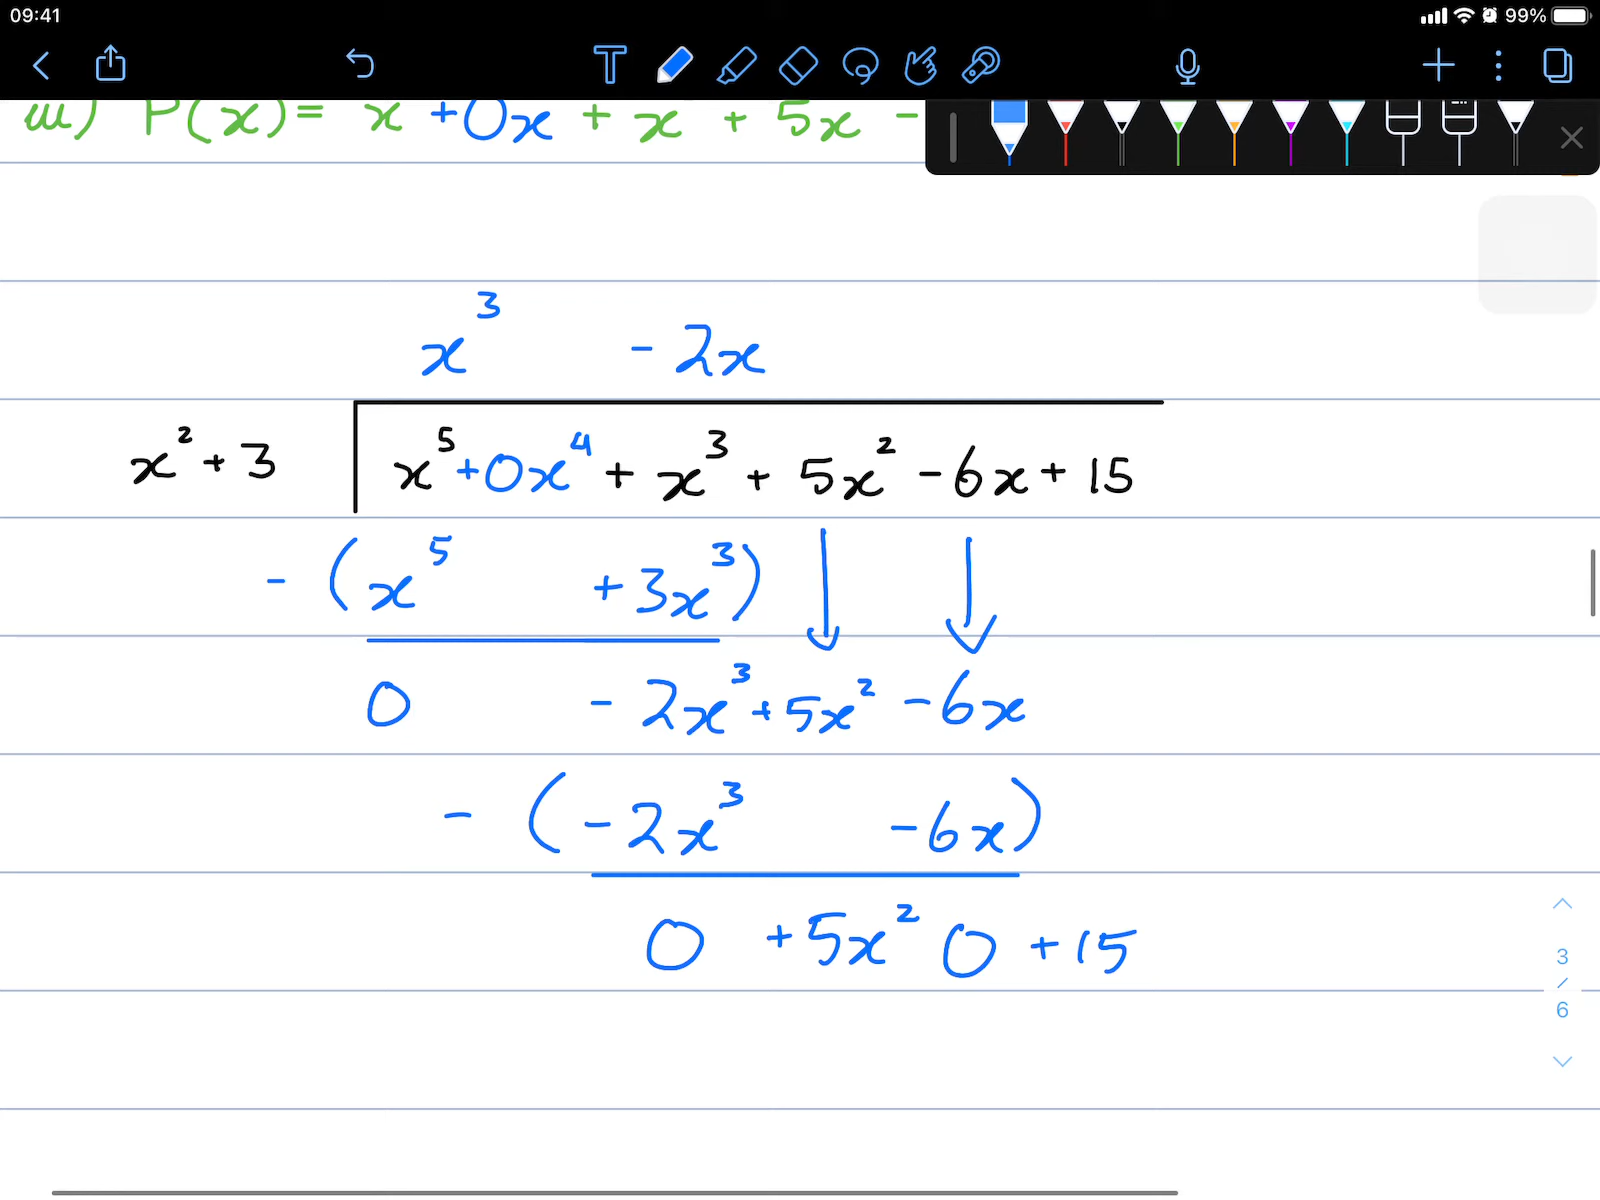 09:41 99%
T
iii) P(x) = x + 0x + x + 5x -
x³ - 2x
x² + 3 x⁵ + 0x⁴ + x³ + 5x² - 6x + 15
- (x⁵ + 3x³)
0 - 2x³ + 5x² - 6x
- (-2x³ - 6x)
0 + 5x² 0 + 15
3
/
6